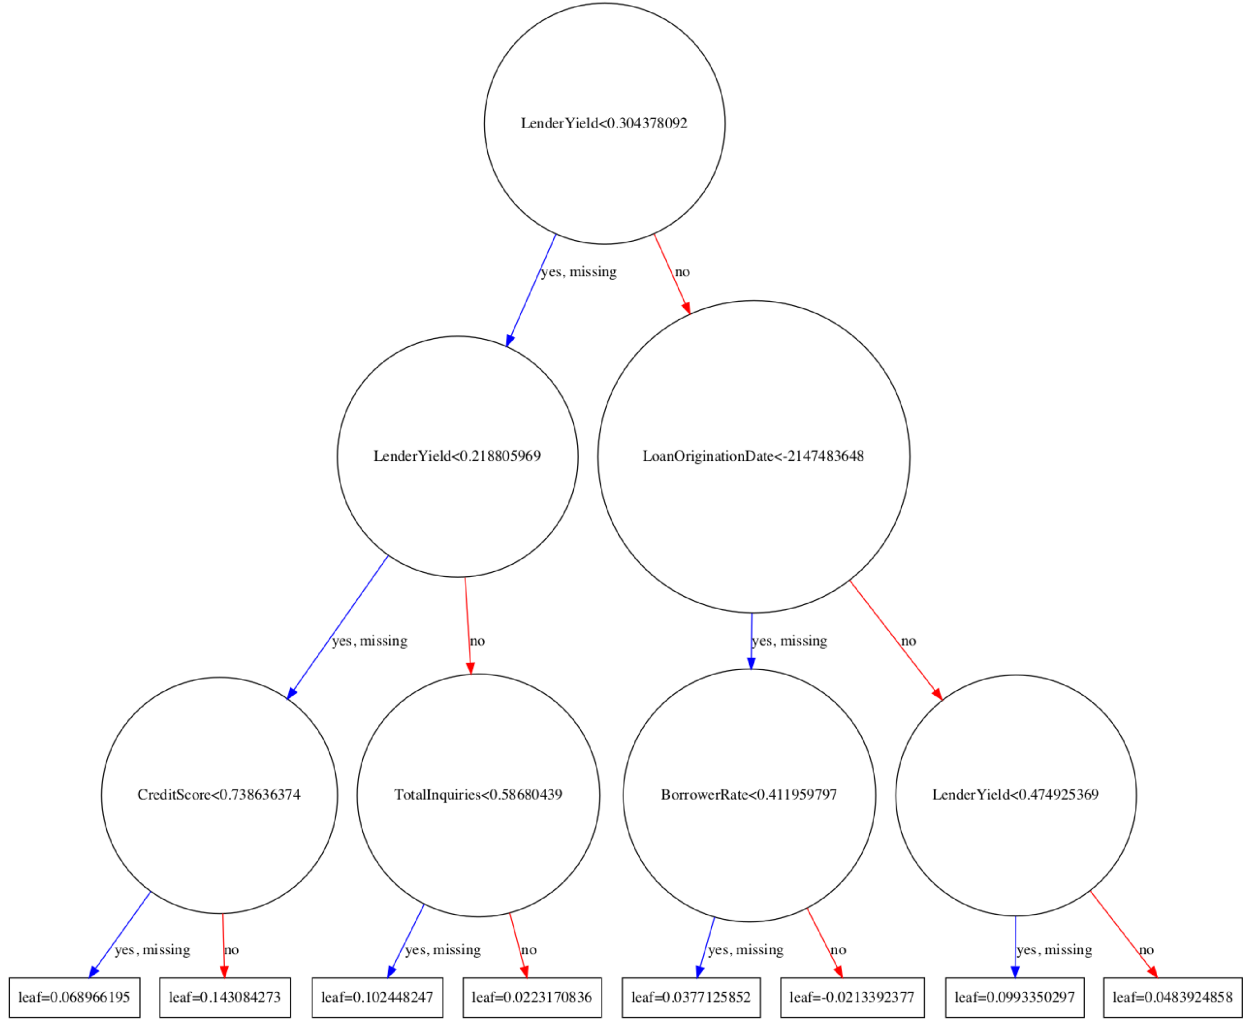 LenderYield<0.304378092
yes, missing
no
LenderYield<0.218805969
LoanOriginationDate<-2147483648
yes, missing
no
yes, missing
no
CreditScore<0.738636374
TotalInquiries<0.58680439
BorrowerRate<0.411959797
LenderYield<0.474925369
yes, missing
no
yes, missing
no
yes, missing
no
yes, missing
no
leaf=0.068966195
leaf=0.143084273
leaf=0.102448247
leaf=0.0223170836
leaf=0.0377125852
leaf=-0.0213392377
leaf=0.0993350297
leaf=0.0483924858